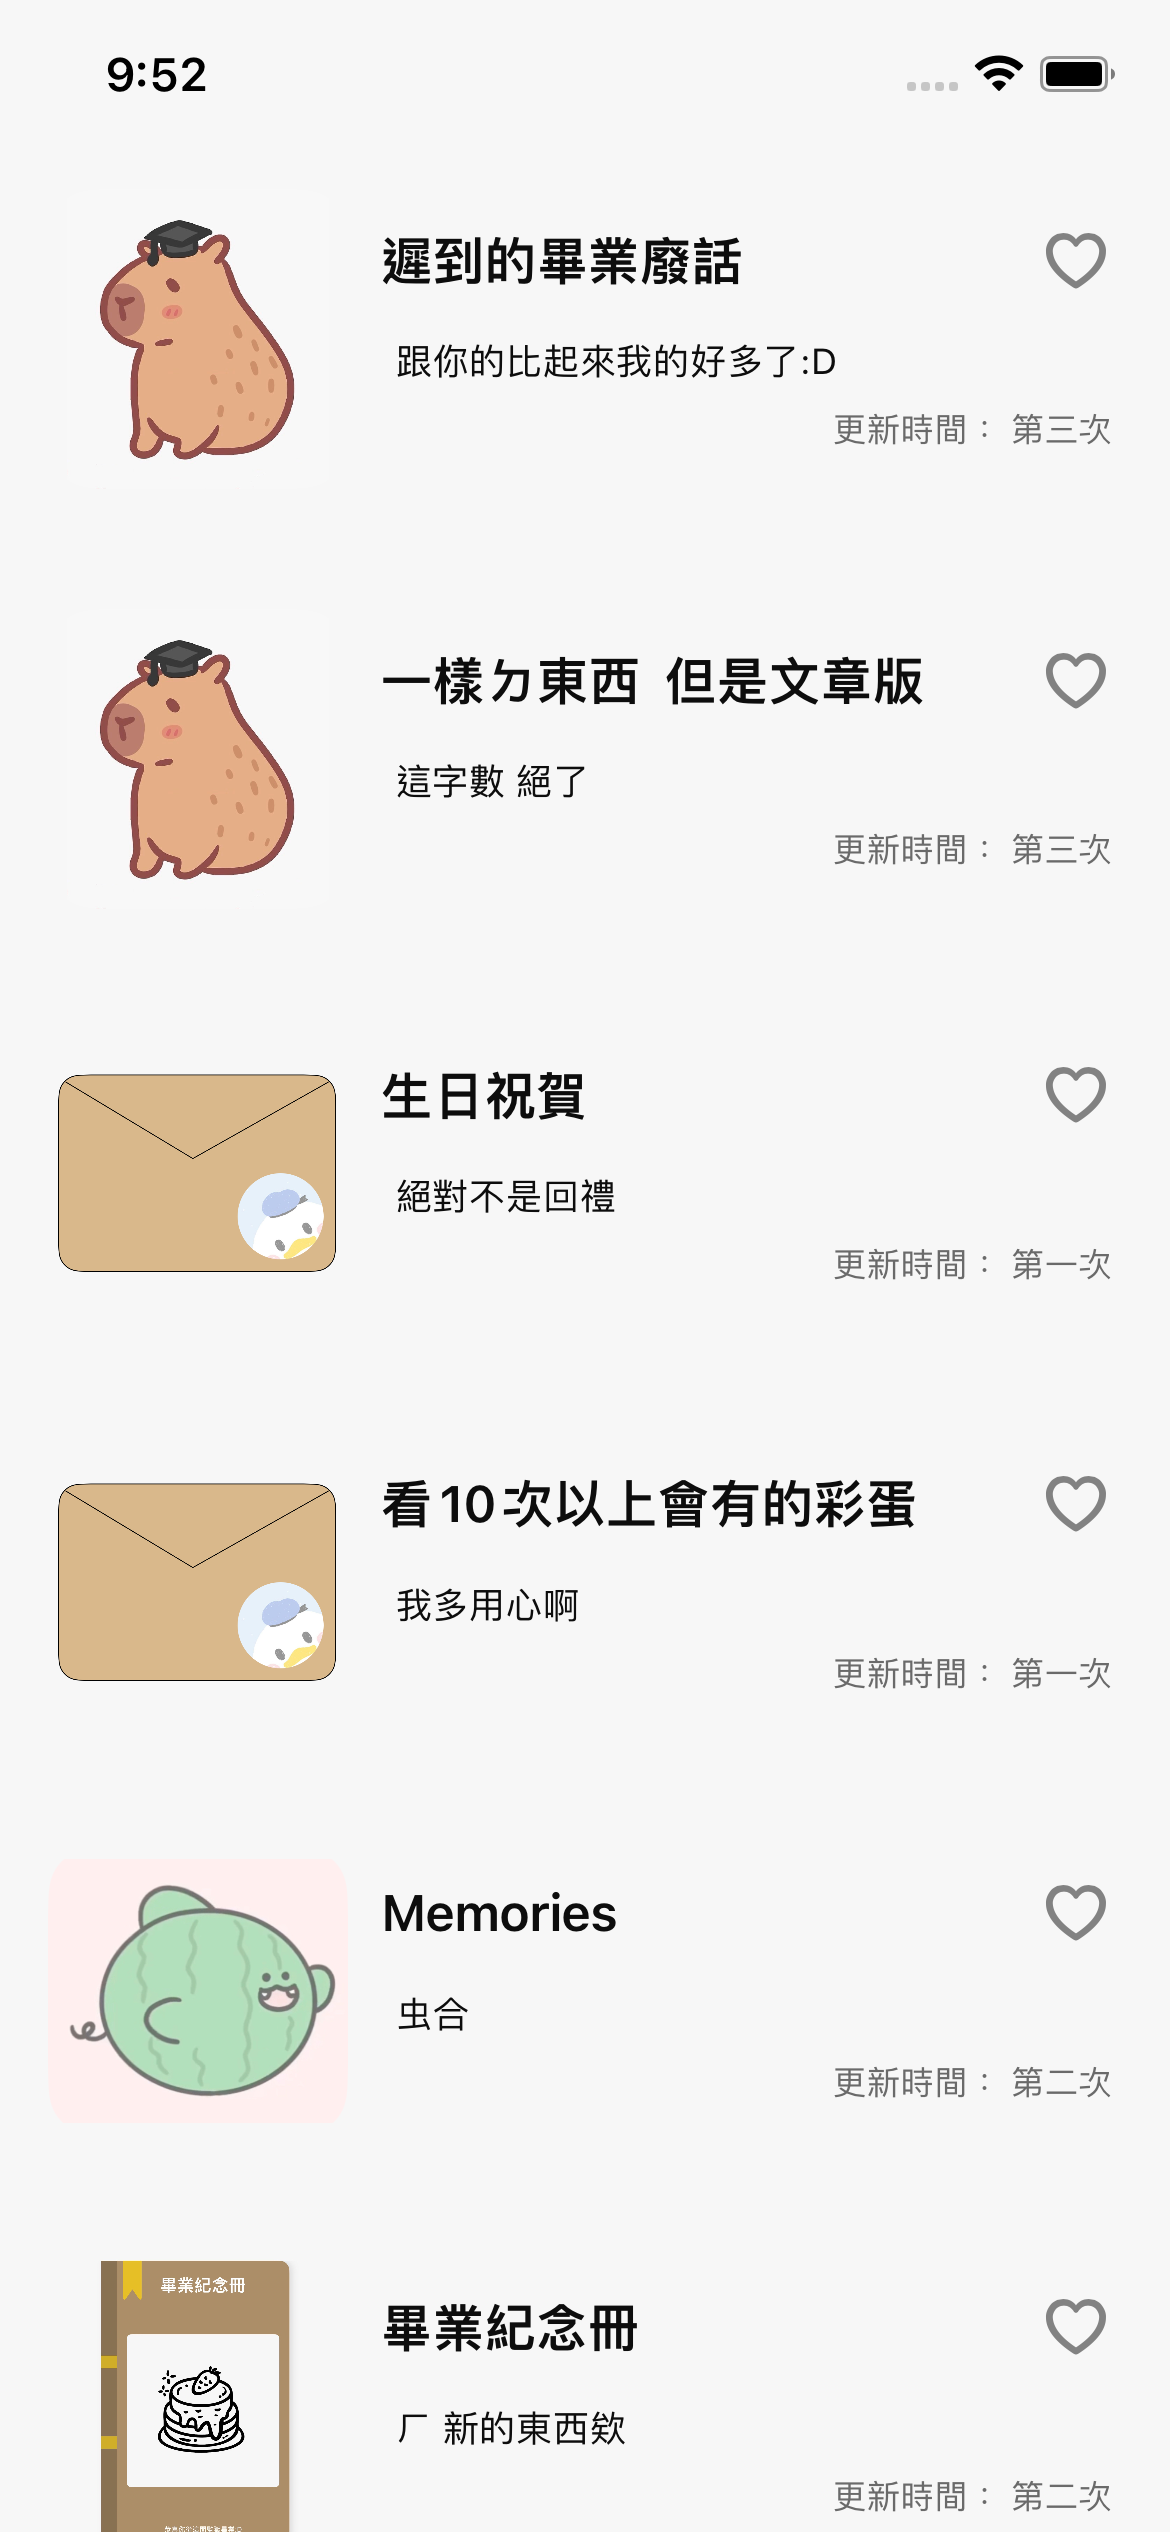 9:52
遲到的畢業廢話
跟你的比起來我的好多了:D
更新時間： 第三次
一樣ㄉ東西 但是文章版
這字數 絕了
更新時間： 第三次
生日祝賀
絕對不是回禮
更新時間： 第一次
看10次以上會有的彩蛋
我多用心啊
更新時間： 第一次
Memories
虫合
更新時間： 第二次
畢業紀念冊
畢業紀念冊
ㄏ 新的東西欸
更新時間： 第二次